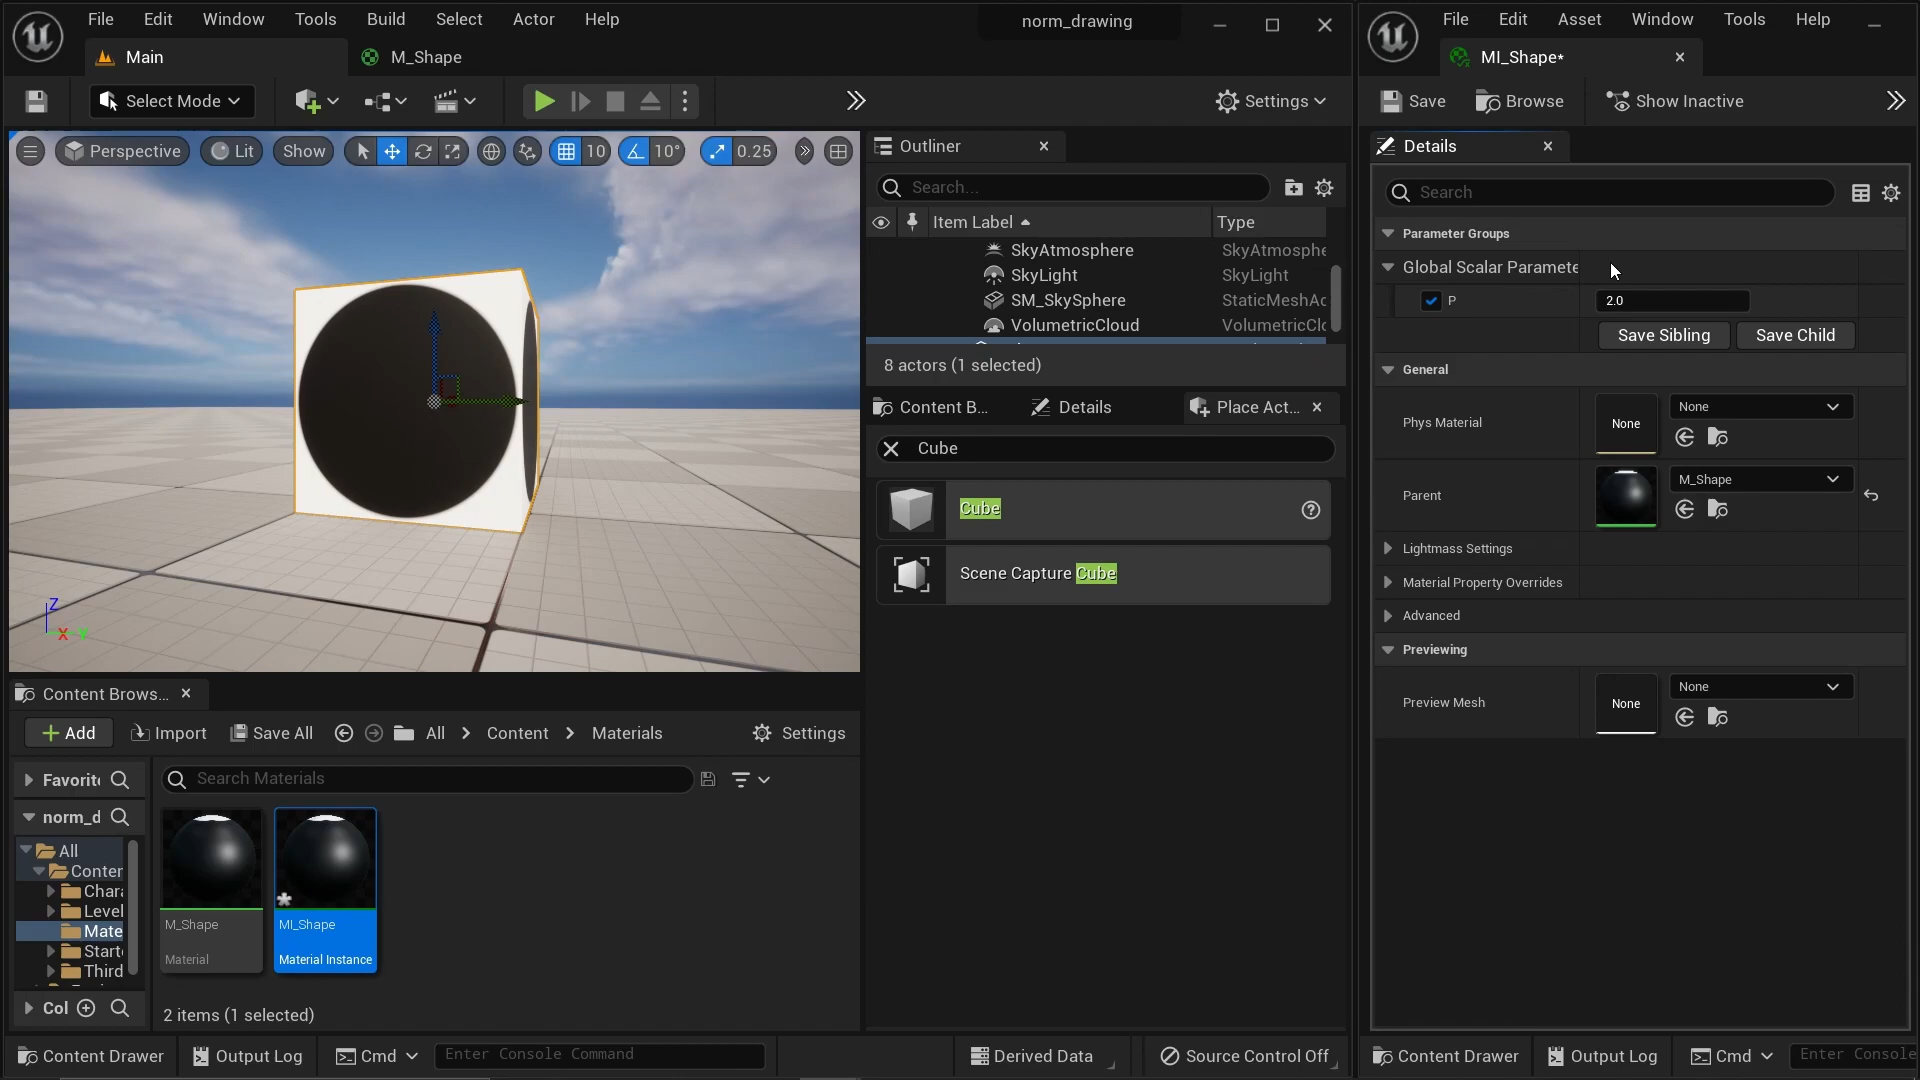 File Edit Window Tools Build Select Actor Help
norm_drawing
Main
M_Shape
Select Mode
Settings
Perspective
Lit
Show
10
10°
0.25
Z
X
Y
Outliner
Search...
Item Label
Type
SkyAtmosphere SkyAtmosphe
SkyLight SkyLight
SM_SkySphere StaticMeshAc
VolumetricCloud VolumetricClo
8 actors (1 selected)
Content B...
Details
Place Act...
Cube
Cube
Scene Capture Cube
Content Brows...
Add
Import
Save All
All
Content
Materials
Settings
Favorite
Search Materials
norm_d
All
Conten
Chara
Level
Mate
Starte
Third
Col
M_Shape
Material
MI_Shape
Material Instance
2 items (1 selected)
Content Drawer
Output Log
Cmd
Enter Console Command
Derived Data
Source Control Off
File Edit Asset Window Tools Help
MI_Shape*
Save
Browse
Show Inactive
Details
Search
Parameter Groups
Global Scalar Paramete
P
2.0
Save Sibling
Save Child
General
Phys Material
None
None
Parent
M_Shape
Lightmass Settings
Material Property Overrides
Advanced
Previewing
Preview Mesh
None
None
Content Drawer
Output Log
Cmd
Enter Console